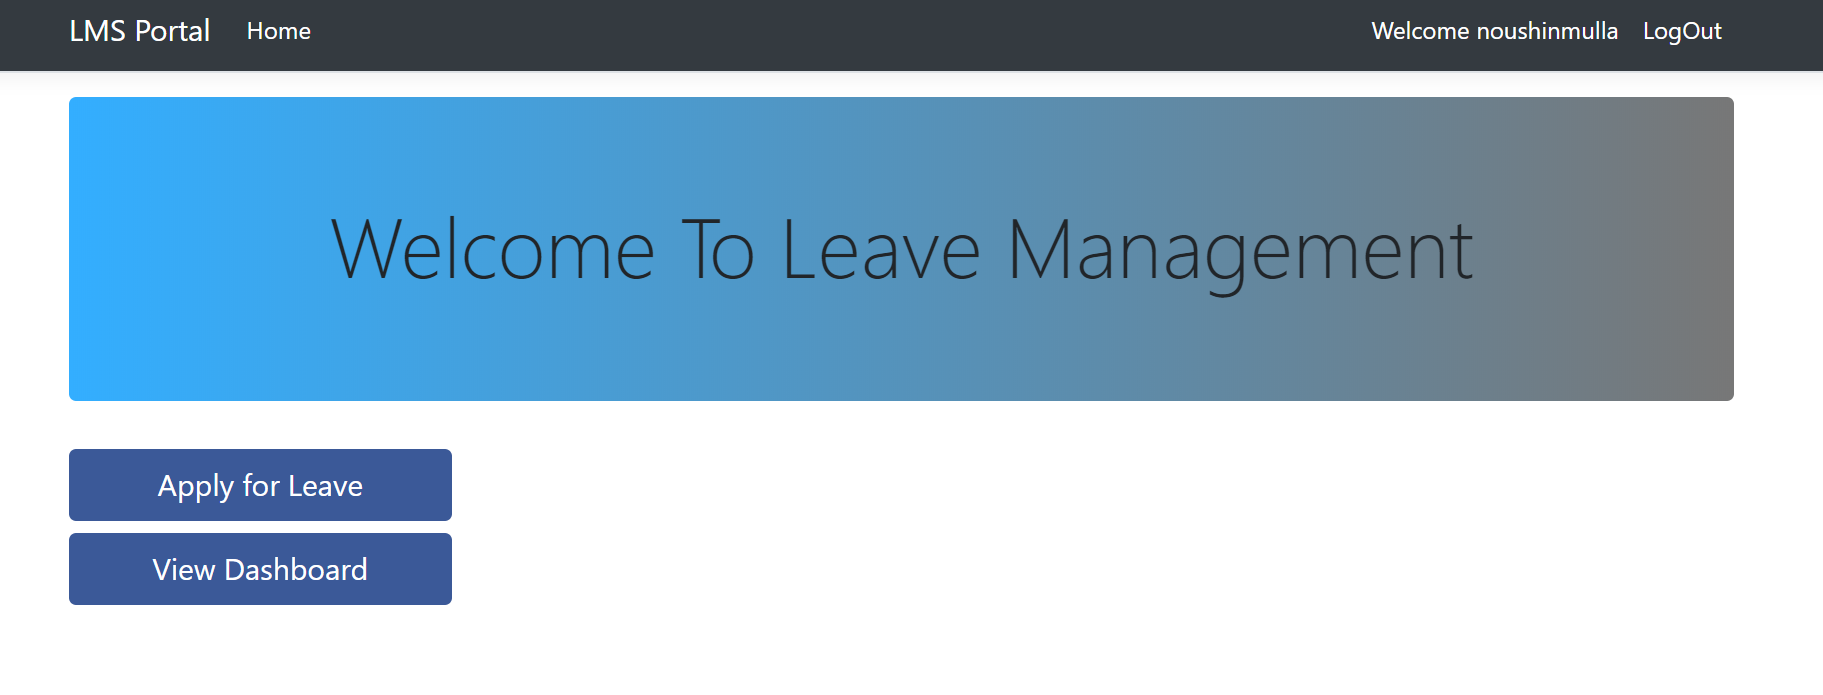 LMS Portal Home Welcome noushinmulla LogOut
Welcome To Leave Management
Apply for Leave
View Dashboard